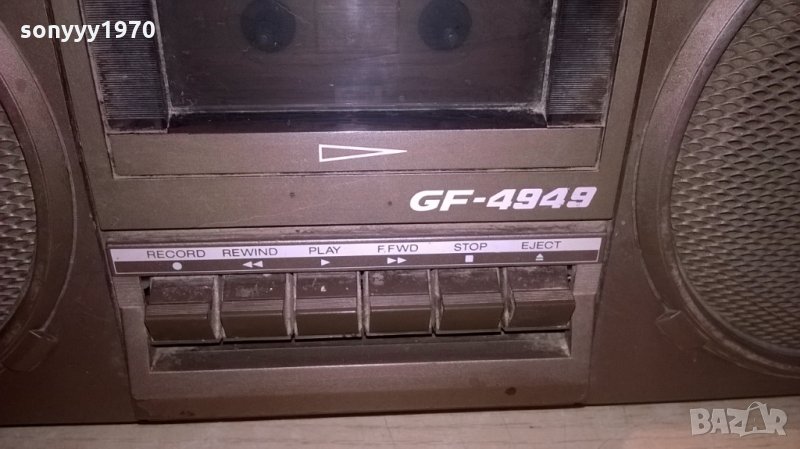 sonyyy1970
GF-4949
RECORD REWIND PLAY F.FWD STOP EJECT
BAZAR